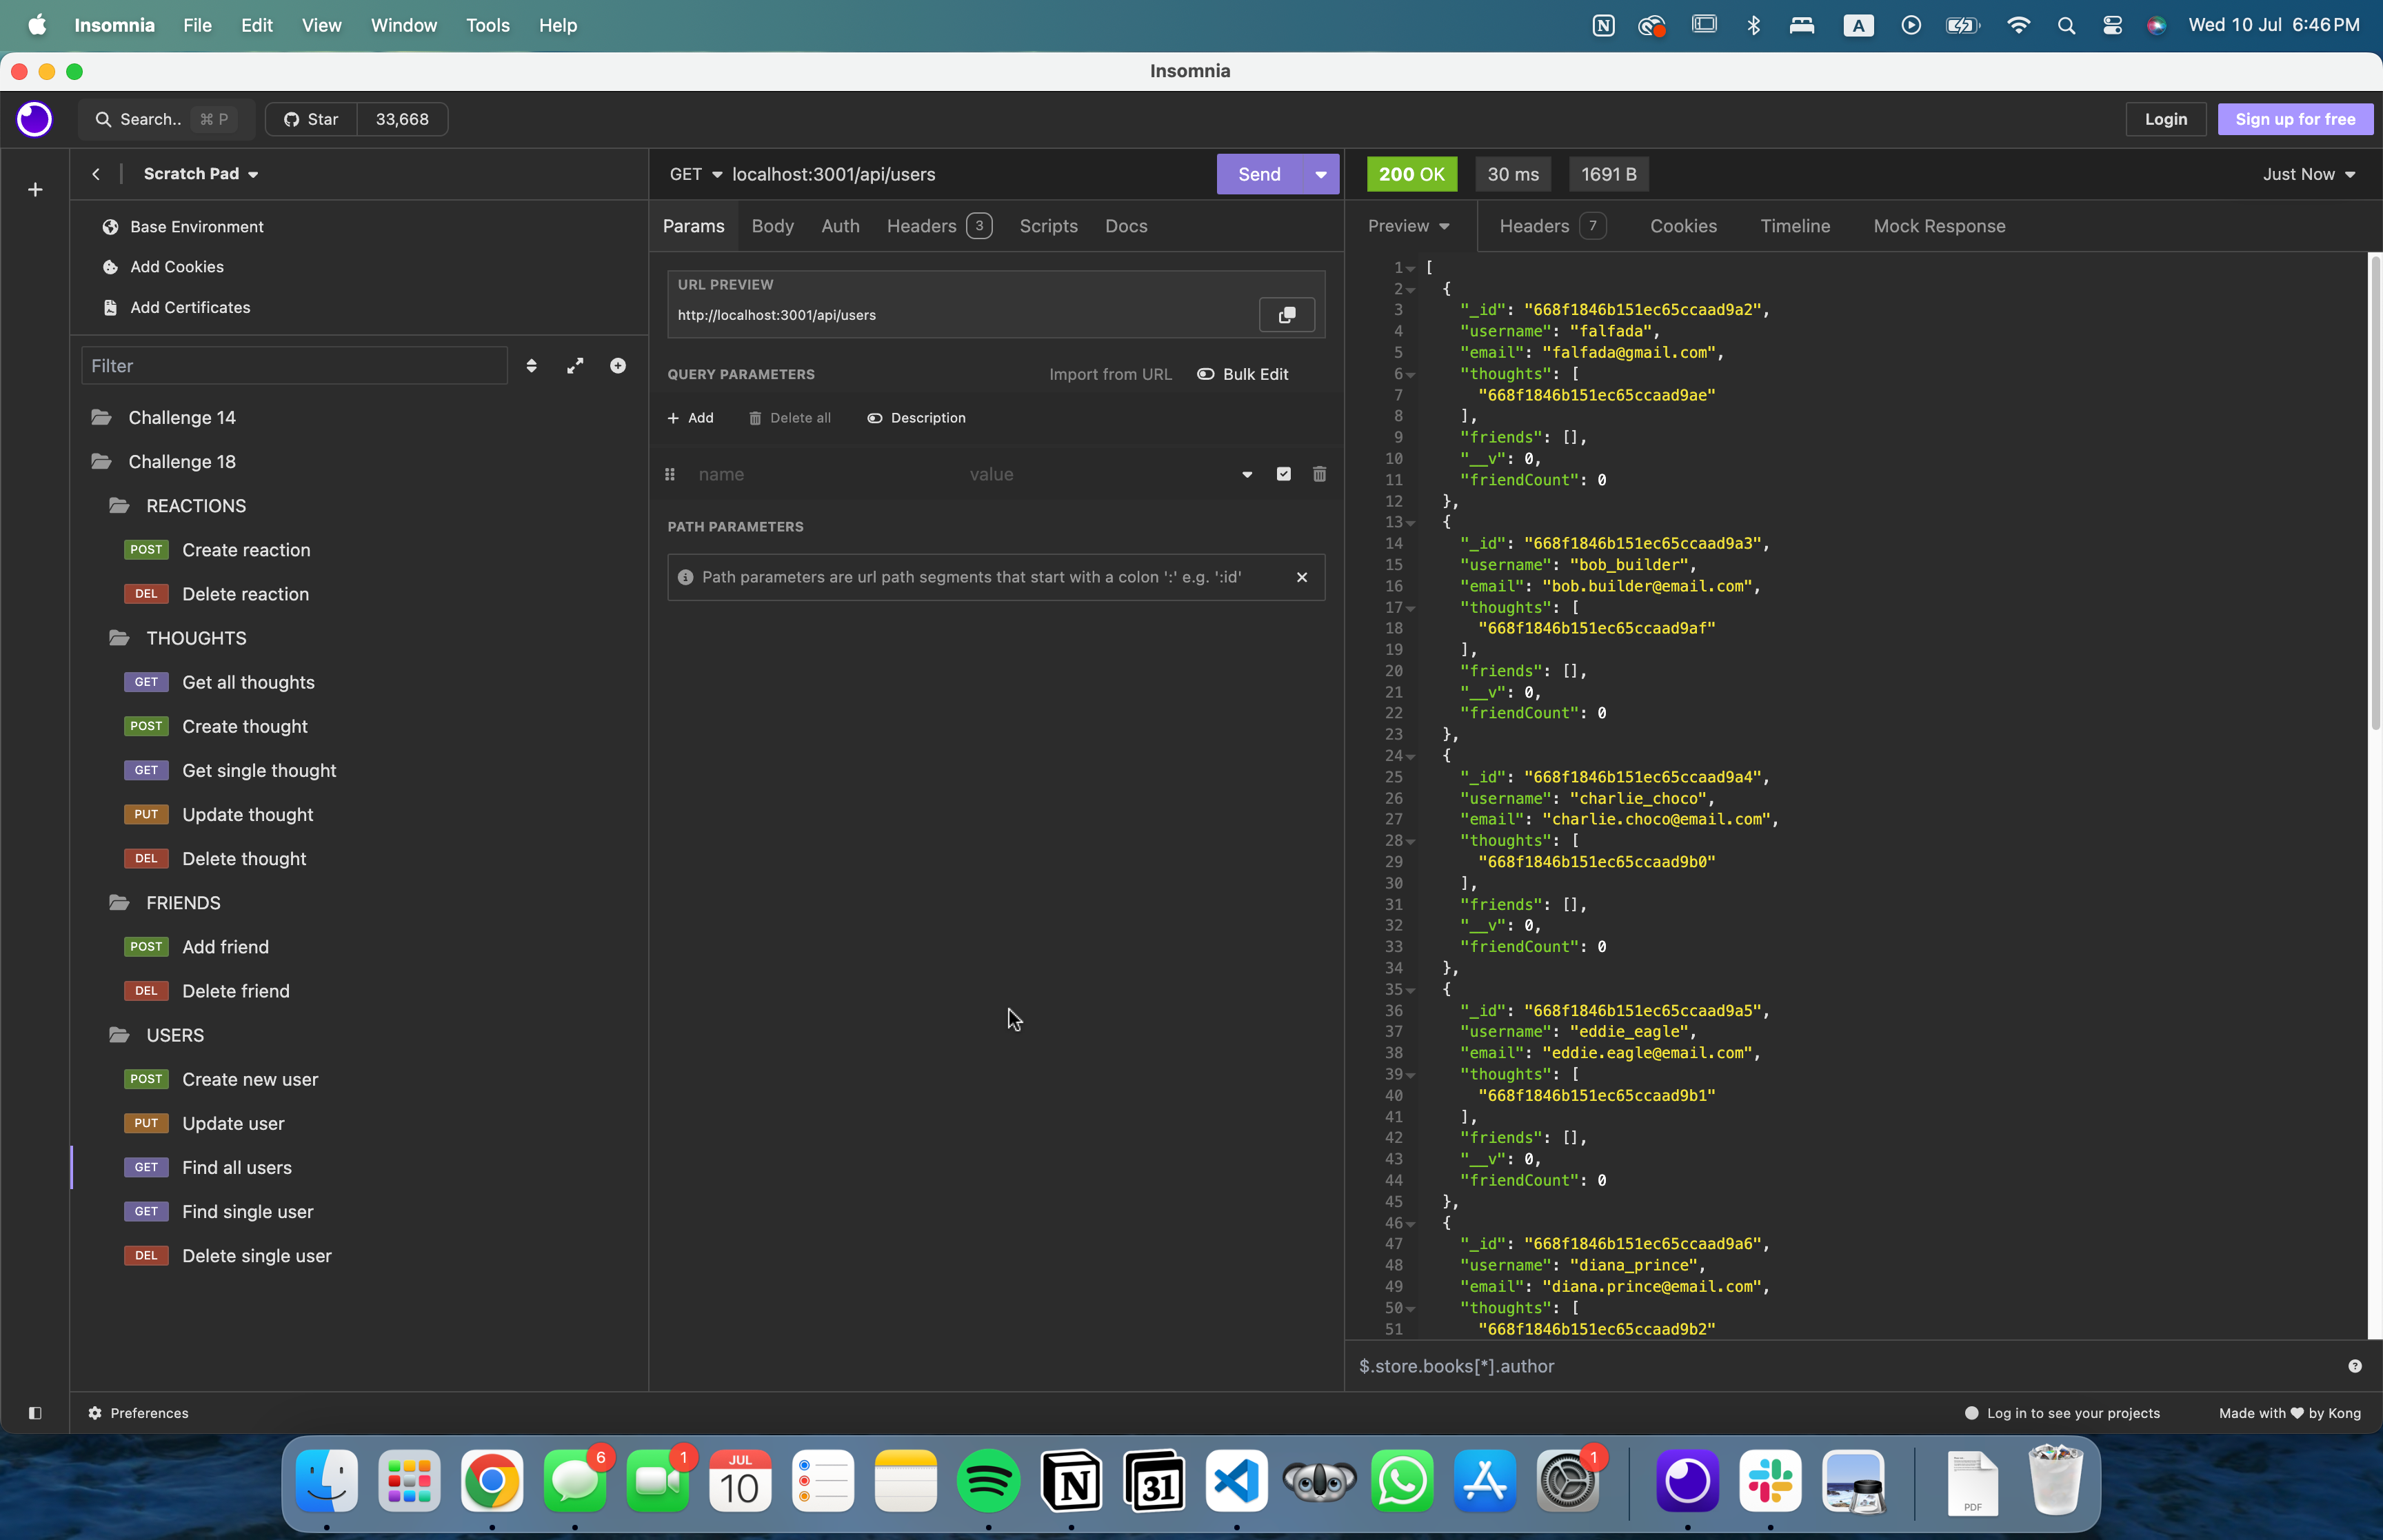 Insomnia File Edit View Window Tools Help
A Wed 10 Jul 6:46 PM
Insomnia
Search.. ⌘ P Star 33,668
Login Sign up for free
Scratch Pad
Base Environment
Add Cookies
Add Certificates
Filter
Challenge 14
Challenge 18
REACTIONS
POST Create reaction
DEL Delete reaction
THOUGHTS
GET Get all thoughts
POST Create thought
GET Get single thought
PUT Update thought
DEL Delete thought
FRIENDS
POST Add friend
DEL Delete friend
USERS
POST Create new user
PUT Update user
GET Find all users
GET Find single user
DEL Delete single user
GET localhost:3001/api/users Send
Params Body Auth Headers 3 Scripts Docs
URL PREVIEW
http://localhost:3001/api/users
QUERY PARAMETERS Import from URL Bulk Edit
+ Add Delete all Description
name value
PATH PARAMETERS
Path parameters are url path segments that start with a colon ':' e.g. ':id'
200 OK 30 ms 1691 B Just Now
Preview Headers 7 Cookies Timeline Mock Response
1 [
2 {
3 "_id": "668f1846b151ec65ccaad9a2",
4 "username": "falfada",
5 "email": "falfada@gmail.com",
6 "thoughts": [
7 "668f1846b151ec65ccaad9ae"
8 ],
9 "friends": [],
10 "__v": 0,
11 "friendCount": 0
12 },
13 {
14 "_id": "668f1846b151ec65ccaad9a3",
15 "username": "bob_builder",
16 "email": "bob.builder@email.com",
17 "thoughts": [
18 "668f1846b151ec65ccaad9af"
19 ],
20 "friends": [],
21 "__v": 0,
22 "friendCount": 0
23 },
24 {
25 "_id": "668f1846b151ec65ccaad9a4",
26 "username": "charlie_choco",
27 "email": "charlie.choco@email.com",
28 "thoughts": [
29 "668f1846b151ec65ccaad9b0"
30 ],
31 "friends": [],
32 "__v": 0,
33 "friendCount": 0
34 },
35 {
36 "_id": "668f1846b151ec65ccaad9a5",
37 "username": "eddie_eagle",
38 "email": "eddie.eagle@email.com",
39 "thoughts": [
40 "668f1846b151ec65ccaad9b1"
41 ],
42 "friends": [],
43 "__v": 0,
44 "friendCount": 0
45 },
46 {
47 "_id": "668f1846b151ec65ccaad9a6",
48 "username": "diana_prince",
49 "email": "diana.prince@email.com",
50 "thoughts": [
51 "668f1846b151ec65ccaad9b2"
$.store.books[*].author
Preferences
Log in to see your projects Made with ♥ by Kong
6 1 JUL 10 N 31 1 PDF